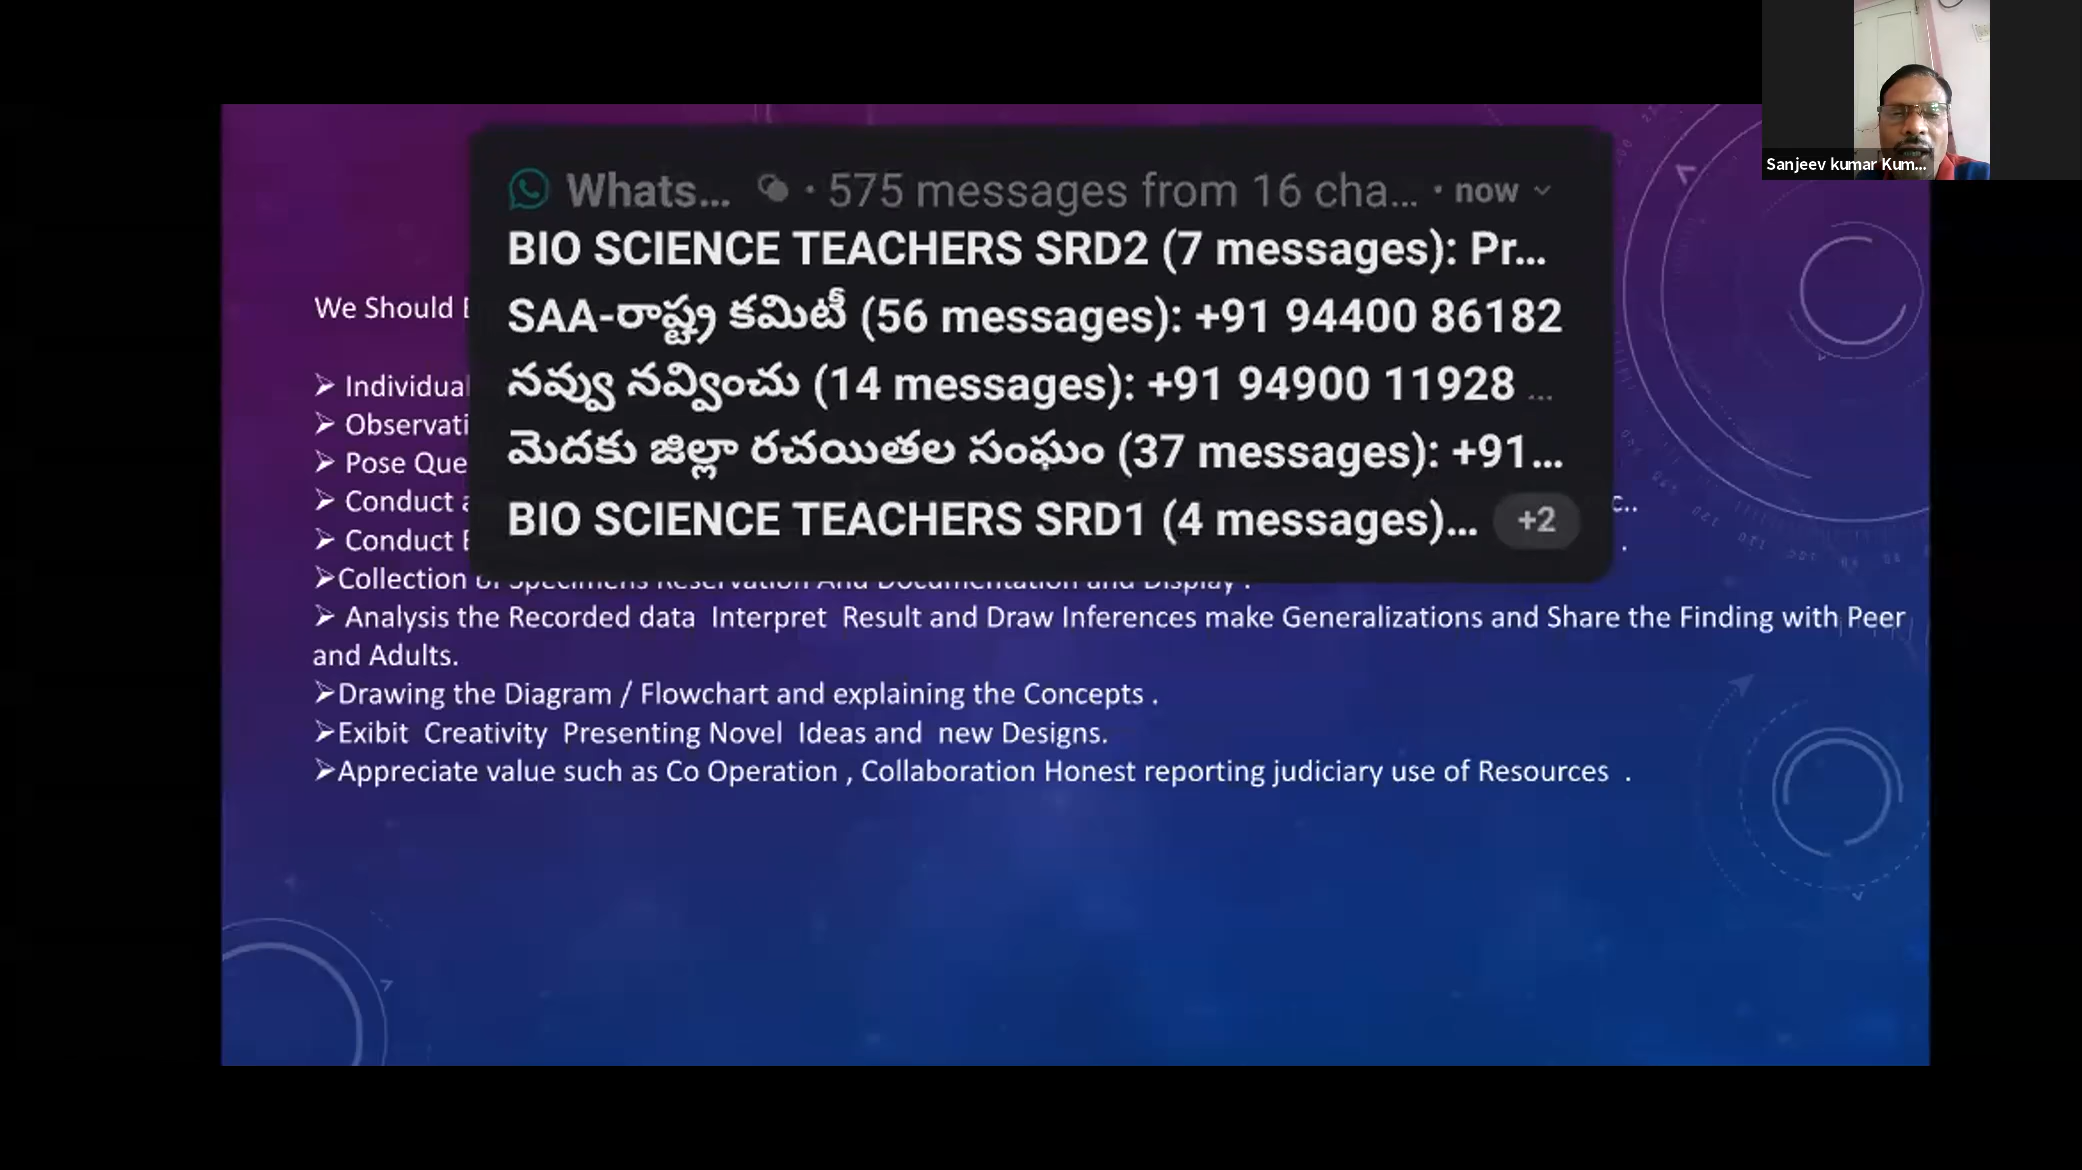 Sanjeev kumar Kum...
Whats... • 575 messages from 16 cha... • now
BIO SCIENCE TEACHERS SRD2 (7 messages): Pr...
SAA-రాష్ట్ర కమిటీ (56 messages): +91 94400 86182
నవ్వు నవ్వించు (14 messages): +91 94900 11928 ...
మెదకు జిల్లా రచయితల సంఘం (37 messages): +91...
BIO SCIENCE TEACHERS SRD1 (4 messages)... +2
We Should
➢ Individual
➢ Observati
➢ Pose Que
➢ Conduct c..
➢ Conduct .
➢Collection of Specimens Reservation And Documentation and Display .
➢ Analysis the Recorded data Interpret Result and Draw Inferences make Generalizations and Share the Finding with Peer
and Adults.
➢Drawing the Diagram / Flowchart and explaining the Concepts .
➢Exibit Creativity Presenting Novel Ideas and new Designs.
➢Appreciate value such as Co Operation , Collaboration Honest reporting judiciary use of Resources .